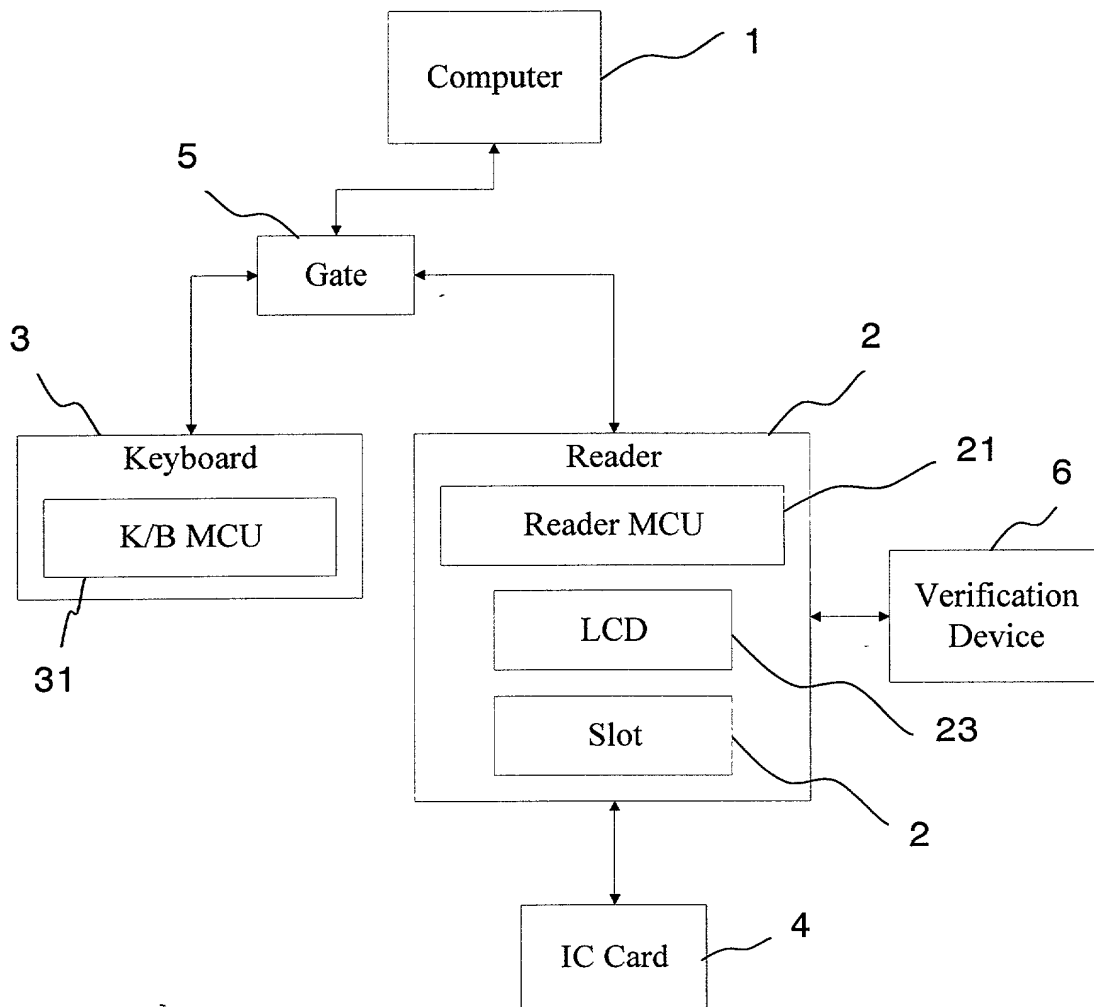 1
Computer
5
Gate
3
2
Keyboard
Reader
21
6
K/B MCU
Reader MCU
Verification
Device
LCD
31
23
Slot
2
IC Card
4